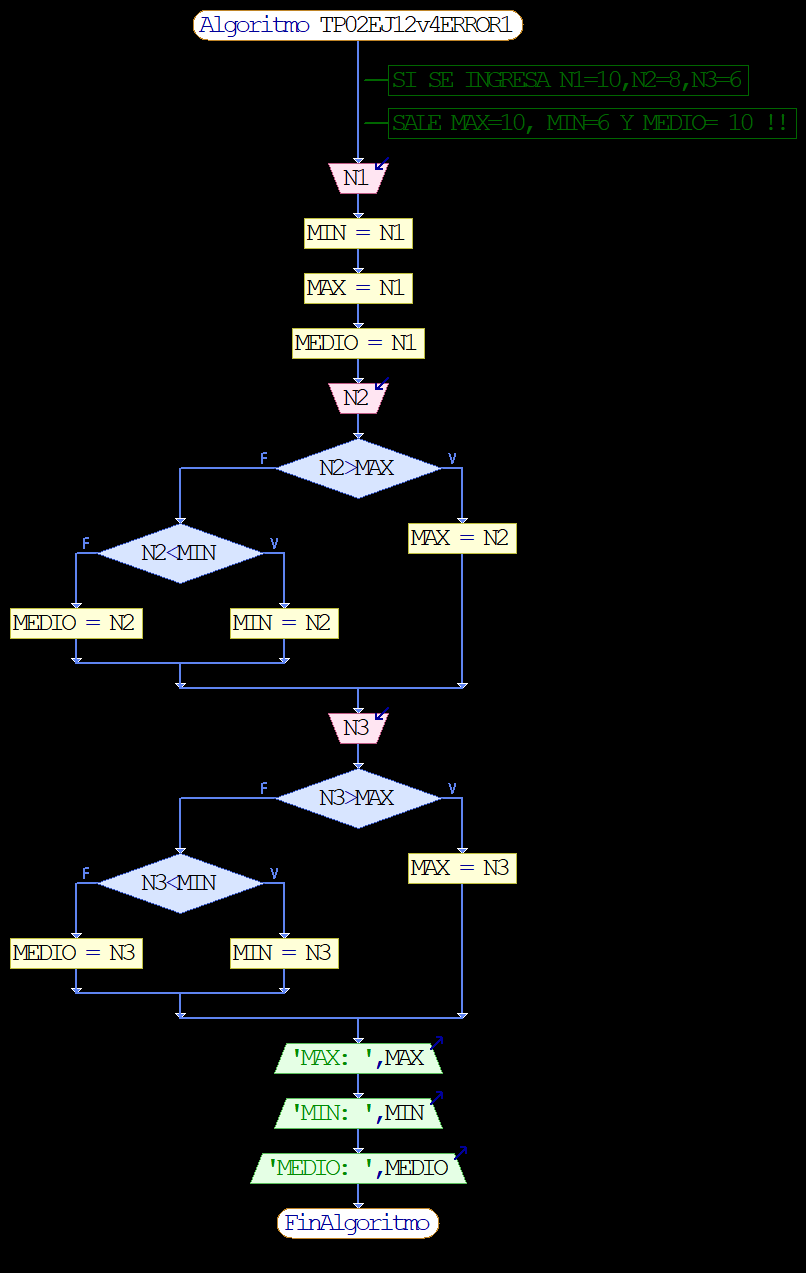 Algoritmo TP02EJ12v4ERROR1
SI SE INGRESA N1=10,N2=8,N3=6
SALE MAX=10, MIN=6 Y MEDIO= 10 !!
N1
MIN = N1
MAX = N1
MEDIO = N1
N2
F
N2>MAX
V
F
N2<MIN
V
MAX = N2
MEDIO = N2
MIN = N2
N3
F
N3>MAX
V
F
N3<MIN
V
MAX = N3
MEDIO = N3
MIN = N3
'MAX: ',MAX
'MIN: ',MIN
'MEDIO: ',MEDIO
FinAlgoritmo